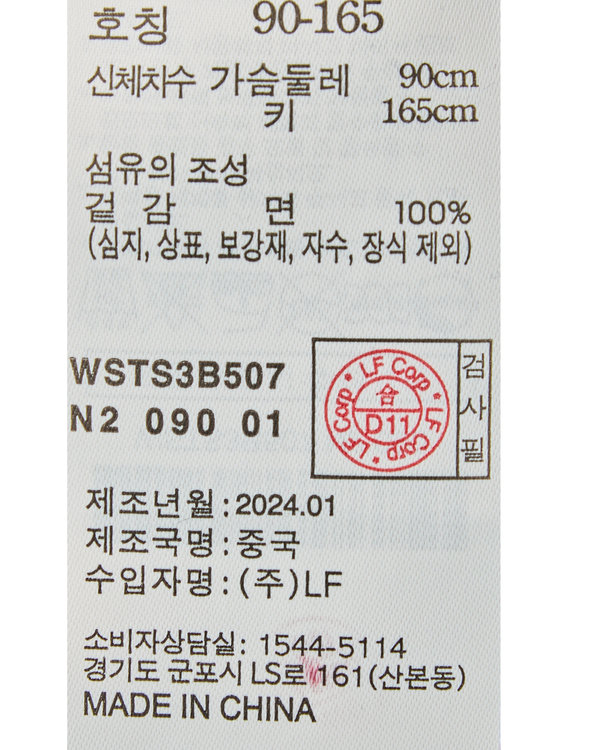 호칭 90-165
신체치수 가슴둘레 90cm
키 165cm
섬유의 조성
겉 감 면 100%
(심지, 상표, 보강재, 자수, 장식 제외)
WSTS3B507
N2 090 01
LF Corp * LF Corp * LF Corp *
合
D11
검사필
제조년월:2024.01
제조국명:중국
수입자명:(주)LF
소비자상담실: 1544-5114
경기도 군포시 LS로 161(산본동)
MADE IN CHINA